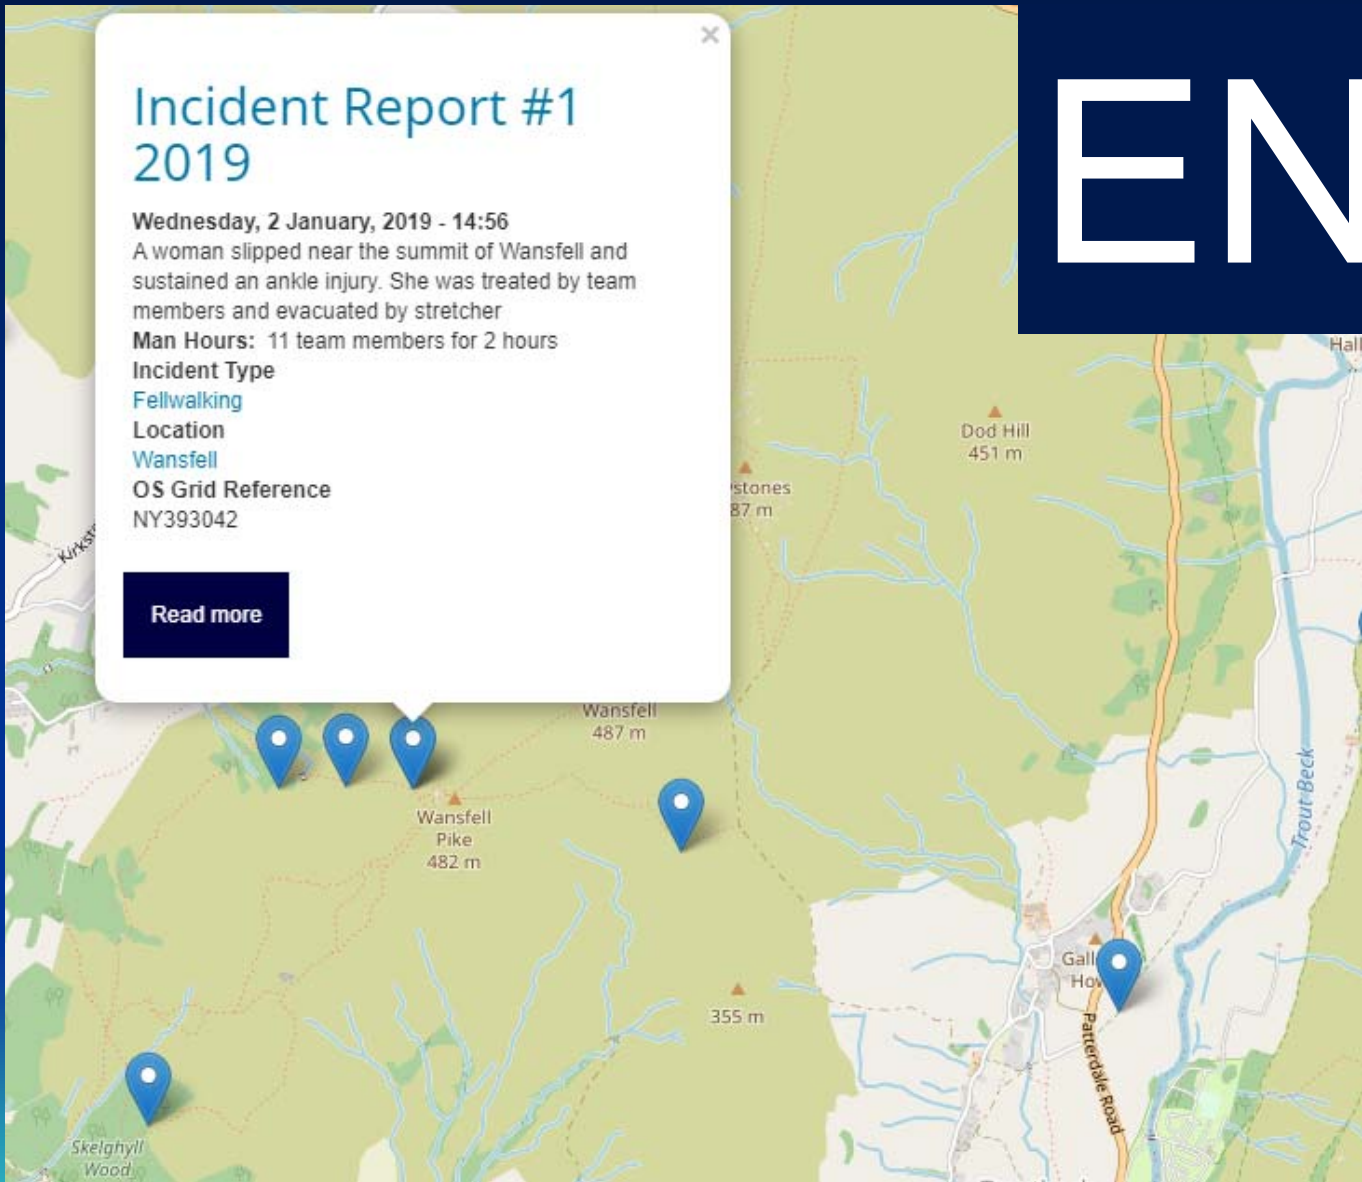 Incident Report #1
2019
Wednesday, 2 January, 2019 - 14:56
A woman slipped near the summit of Wansfell and
sustained an ankle injury. She was treated by team
members and evacuated by stretcher
Man Hours: 11 team members for 2 hours
Incident Type
Fellwalking
Location
Wansfell
OS Grid Reference
NY393042
Read more
×
EN
Hall
Dod Hill
451 m
stones
87 m
Kirkst
Wansfell
487 m
Wansfell
Pike
482 m
Trout Beck
Gall
How
355 m
Patterdale Road
Skelghyll
Wood